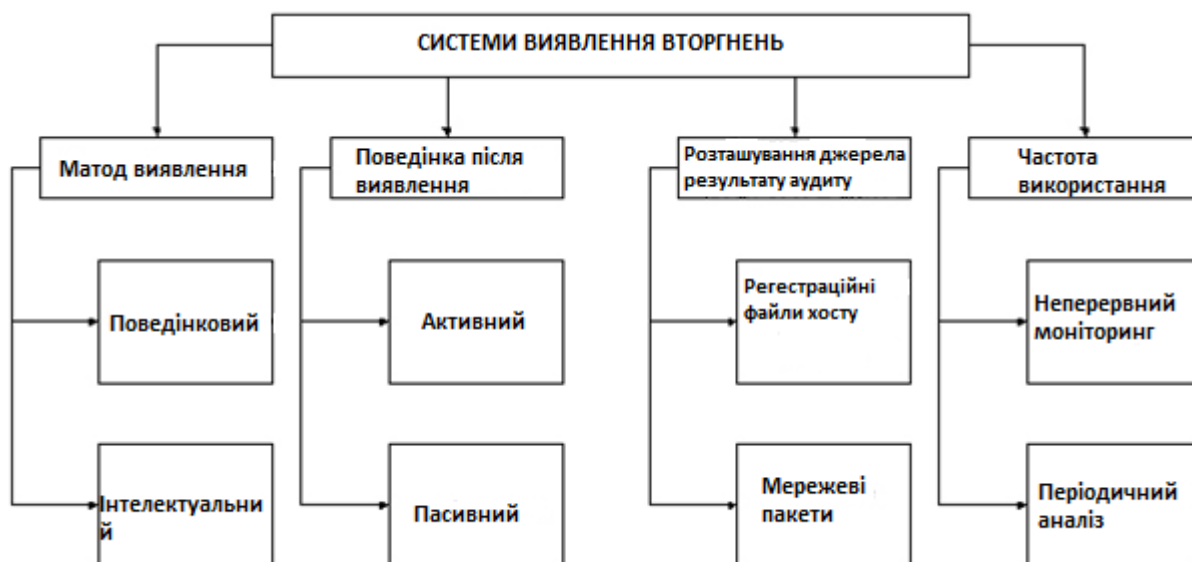 СИСТЕМИ ВИЯВЛЕННЯ ВТОРГНЕНЬ
Матод виявлення
Поведінка після
виявлення
Розташування джерела
результату аудиту
Частота
використання
Поведінковий
Активний
Регестраційні
файли хосту
Неперервний
моніторинг
Інтелектуальни
й
Пасивний
Мережеві
пакети
Періодичний
аналіз